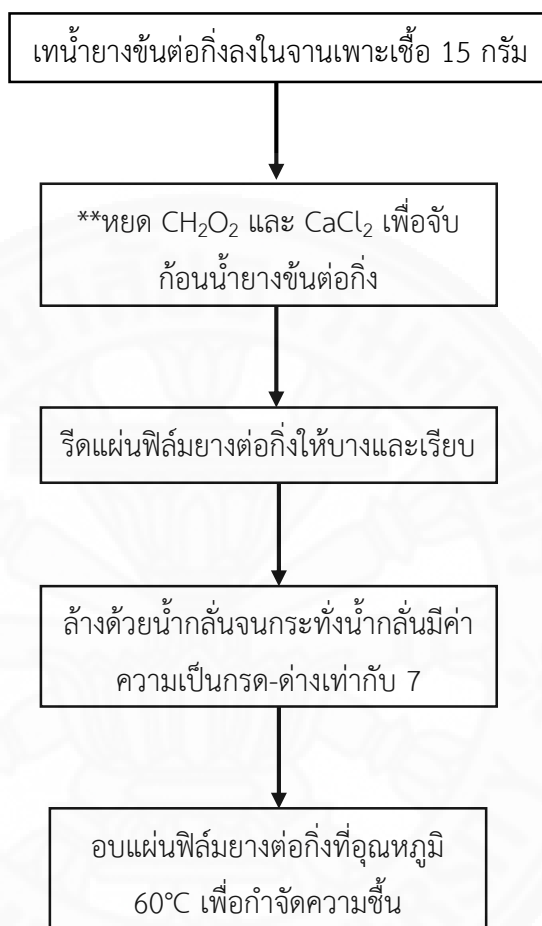 เทน้ำยางข้นต่อกิ่งลงในจานเพาะเชื้อ 15 กรัม
**หยด CH₂O₂ และ CaCl₂ เพื่อจับ
ก้อนน้ำยางข้นต่อกิ่ง
รีดแผ่นฟิล์มยางต่อกิ่งให้บางและเรียบ
ล้างด้วยน้ำกลั่นจนกระทั่งน้ำกลั่นมีค่า
ความเป็นกรด-ด่างเท่ากับ 7
อบแผ่นฟิล์มยางต่อกิ่งที่อุณหภูมิ
60°C เพื่อกำจัดความชื้น